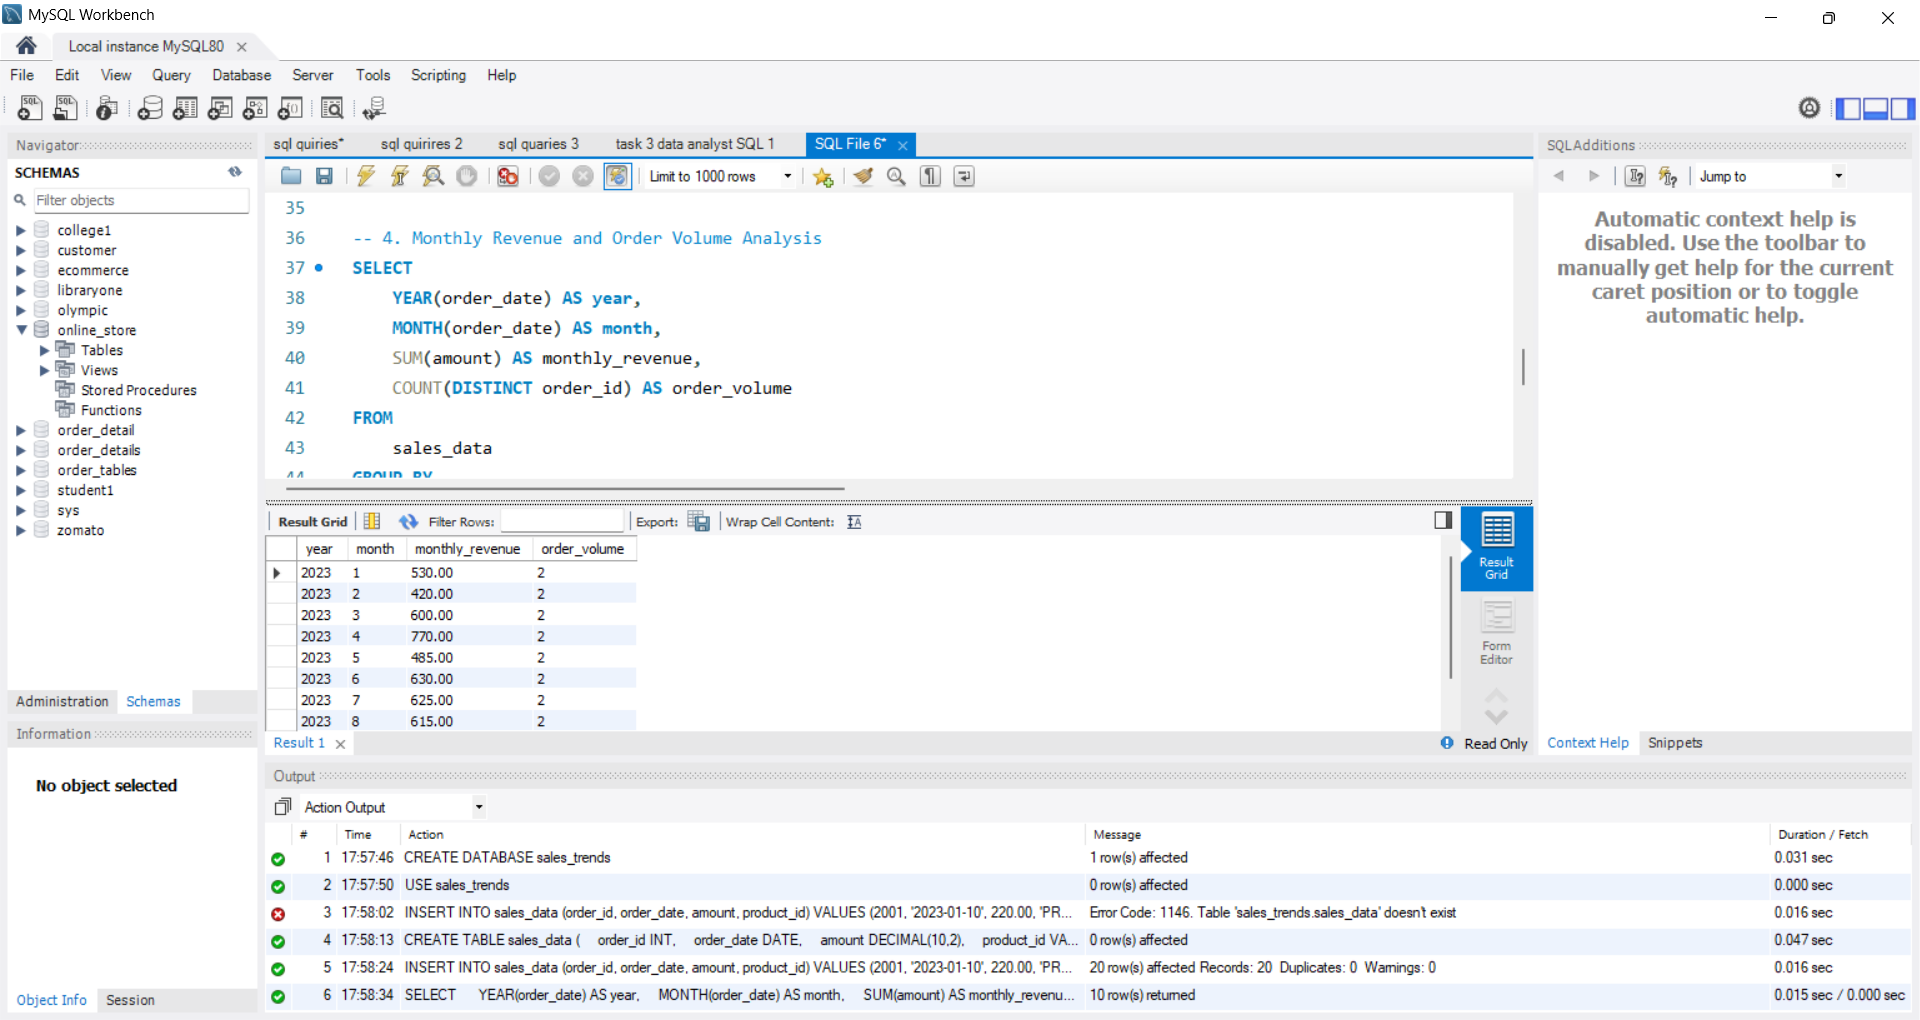 MySQL Workbench
Local instance MySQL80
File Edit View Query Database Server Tools Scripting Help
Navigator
SCHEMAS
Filter objects
college1
customer
ecommerce
libraryone
olympic
online_store
Tables
Views
Stored Procedures
Functions
order_detail
order_details
order_tables
student1
sys
zomato
Administration Schemas
Information
No object selected
Object Info Session
sql quiries* sql quirires 2 sql quaries 3 task 3 data analyst SQL 1 SQL File 6*
Limit to 1000 rows
35
36 -- 4. Monthly Revenue and Order Volume Analysis
37 SELECT
38 YEAR(order_date) AS year,
39 MONTH(order_date) AS month,
40 SUM(amount) AS monthly_revenue,
41 COUNT(DISTINCT order_id) AS order_volume
42 FROM
43 sales_data
44 GROUP BY
Result Grid Filter Rows: Export: Wrap Cell Content:
year month monthly_revenue order_volume
2023 1 530.00 2
2023 2 420.00 2
2023 3 600.00 2
2023 4 770.00 2
2023 5 485.00 2
2023 6 630.00 2
2023 7 625.00 2
2023 8 615.00 2
Result
Grid
Form
Editor
Result 1
Read Only
SQLAdditions
Jump to
Automatic context help is
disabled. Use the toolbar to
manually get help for the current
caret position or to toggle
automatic help.
Context Help Snippets
Output
Action Output
# Time Action Message Duration / Fetch
1 17:57:46 CREATE DATABASE sales_trends 1 row(s) affected 0.031 sec
2 17:57:50 USE sales_trends 0 row(s) affected 0.000 sec
3 17:58:02 INSERT INTO sales_data (order_id, order_date, amount, product_id) VALUES (2001, '2023-01-10', 220.00, 'PR... Error Code: 1146. Table 'sales_trends.sales_data' doesn't exist 0.016 sec
4 17:58:13 CREATE TABLE sales_data ( order_id INT, order_date DATE, amount DECIMAL(10,2), product_id VA... 0 row(s) affected 0.047 sec
5 17:58:24 INSERT INTO sales_data (order_id, order_date, amount, product_id) VALUES (2001, '2023-01-10', 220.00, 'PR... 20 row(s) affected Records: 20 Duplicates: 0 Warnings: 0 0.016 sec
6 17:58:34 SELECT YEAR(order_date) AS year, MONTH(order_date) AS month, SUM(amount) AS monthly_revenu... 10 row(s) returned 0.015 sec / 0.000 sec